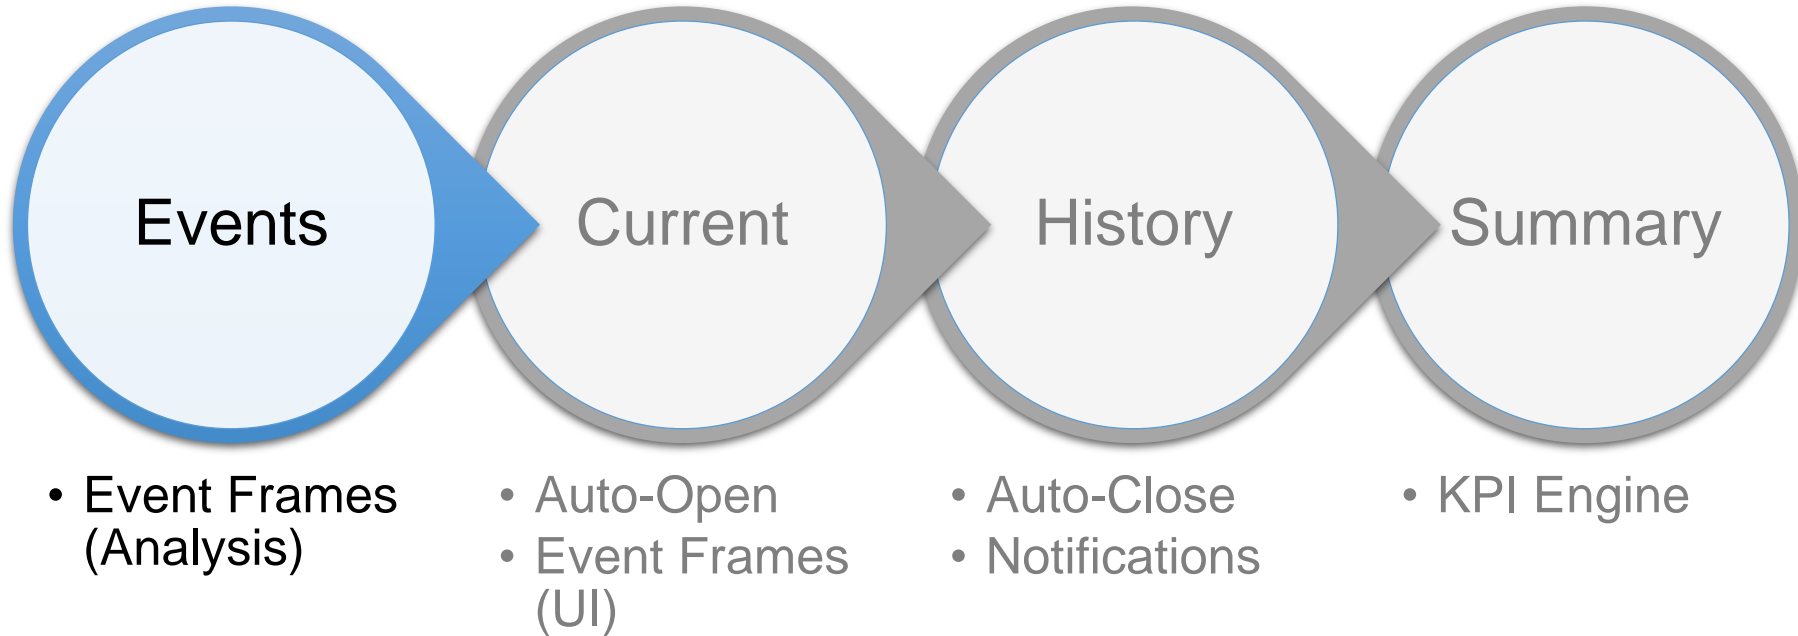 Events
Current
History
Summary
• Event Frames
(Analysis)
• Auto-Open
• Event Frames
(UI)
• Auto-Close
• Notifications
• KPI Engine